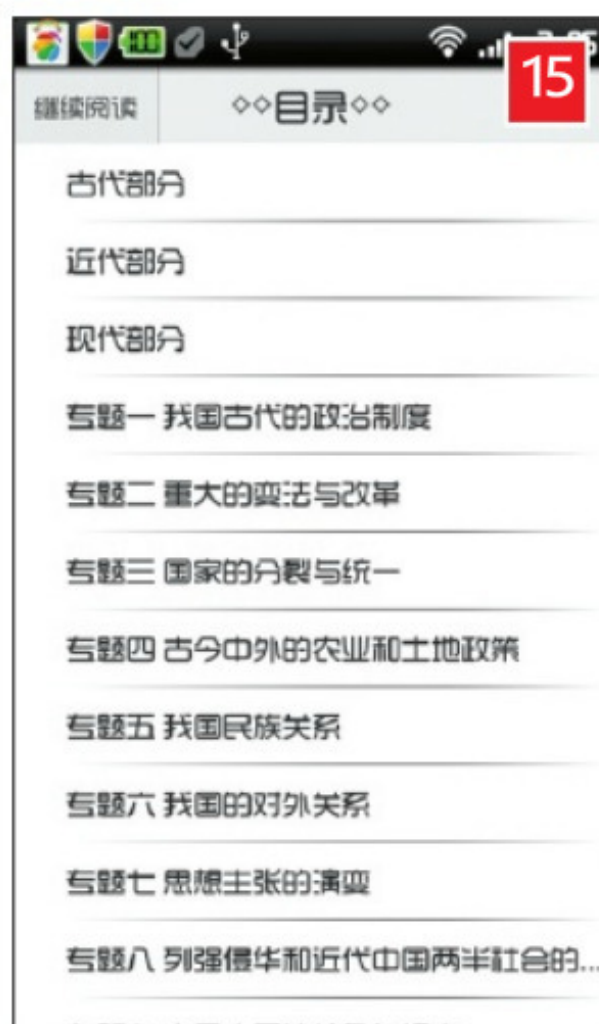 100
15
继续阅读 ◇◇目录◇◇
古代部分
近代部分
现代部分
专题一 我国古代的政治制度
专题二 重大的变法与改革
专题三 国家的分裂与统一
专题四 古今中外的农业和土地政策
专题五 我国民族关系
专题六 我国的对外关系
专题七 思想主张的演变
专题八 列强侵华和近代中国两半社会的...